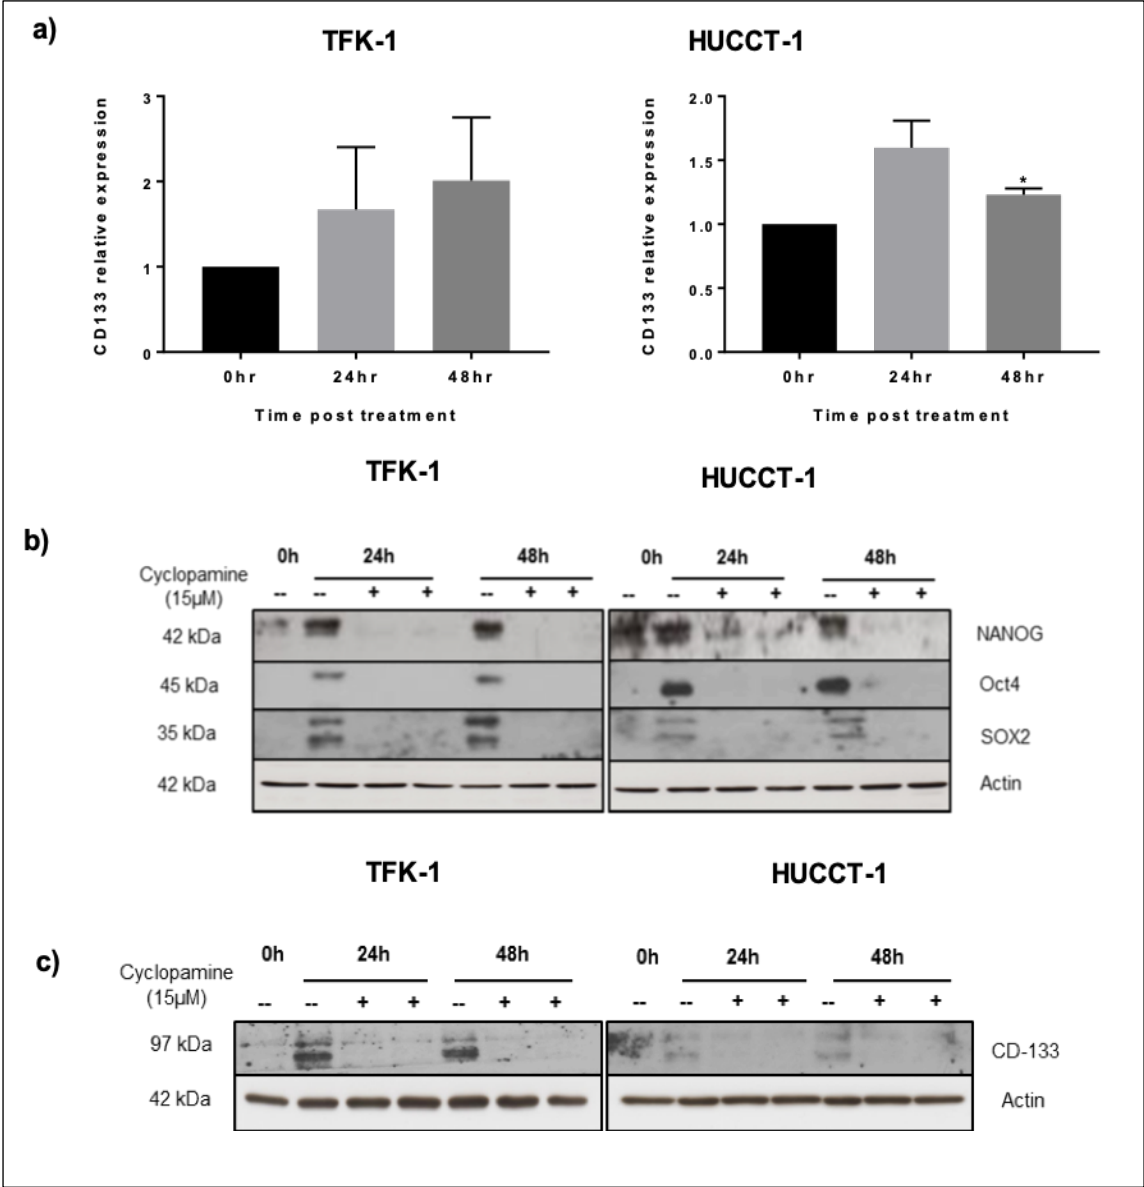 a)
TFK-1
HUCCT-1
CD133 relative expression
3
2
1
0
0hr 24hr 48hr
Time post treatment
CD133 relative expression
2.0
1.5
1.0
0.5
0.0
*
0hr 24hr 48hr
Time post treatment
TFK-1
HUCCT-1
b)
0h 24h 48h 0h 24h 48h
Cyclopamine
(15µM)
-- -- + + -- + + -- -- + + -- + +
42 kDa NANOG
45 kDa Oct4
35 kDa SOX2
42 kDa Actin
TFK-1
HUCCT-1
c)
0h 24h 48h 0h 24h 48h
Cyclopamine
(15µM)
-- -- + + -- + + -- -- + + -- + +
97 kDa CD-133
42 kDa Actin